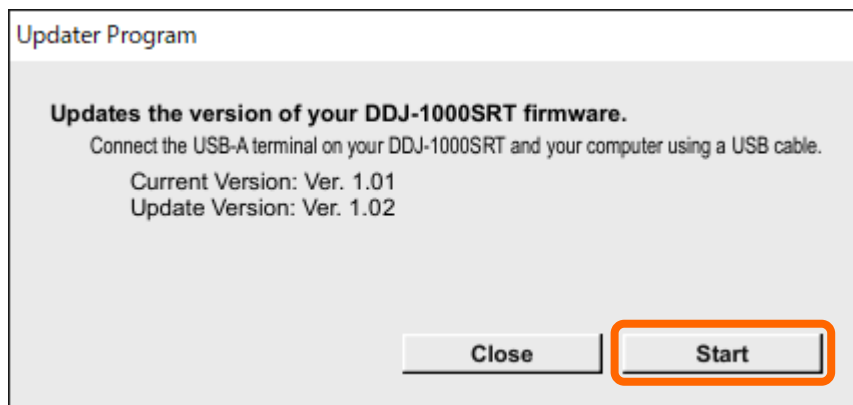 Updater Program
Updates the version of your DDJ-1000SRT firmware.
Connect the USB-A terminal on your DDJ-1000SRT and your computer using a USB cable.
Current Version: Ver. 1.01
Update Version: Ver. 1.02
Close
Start